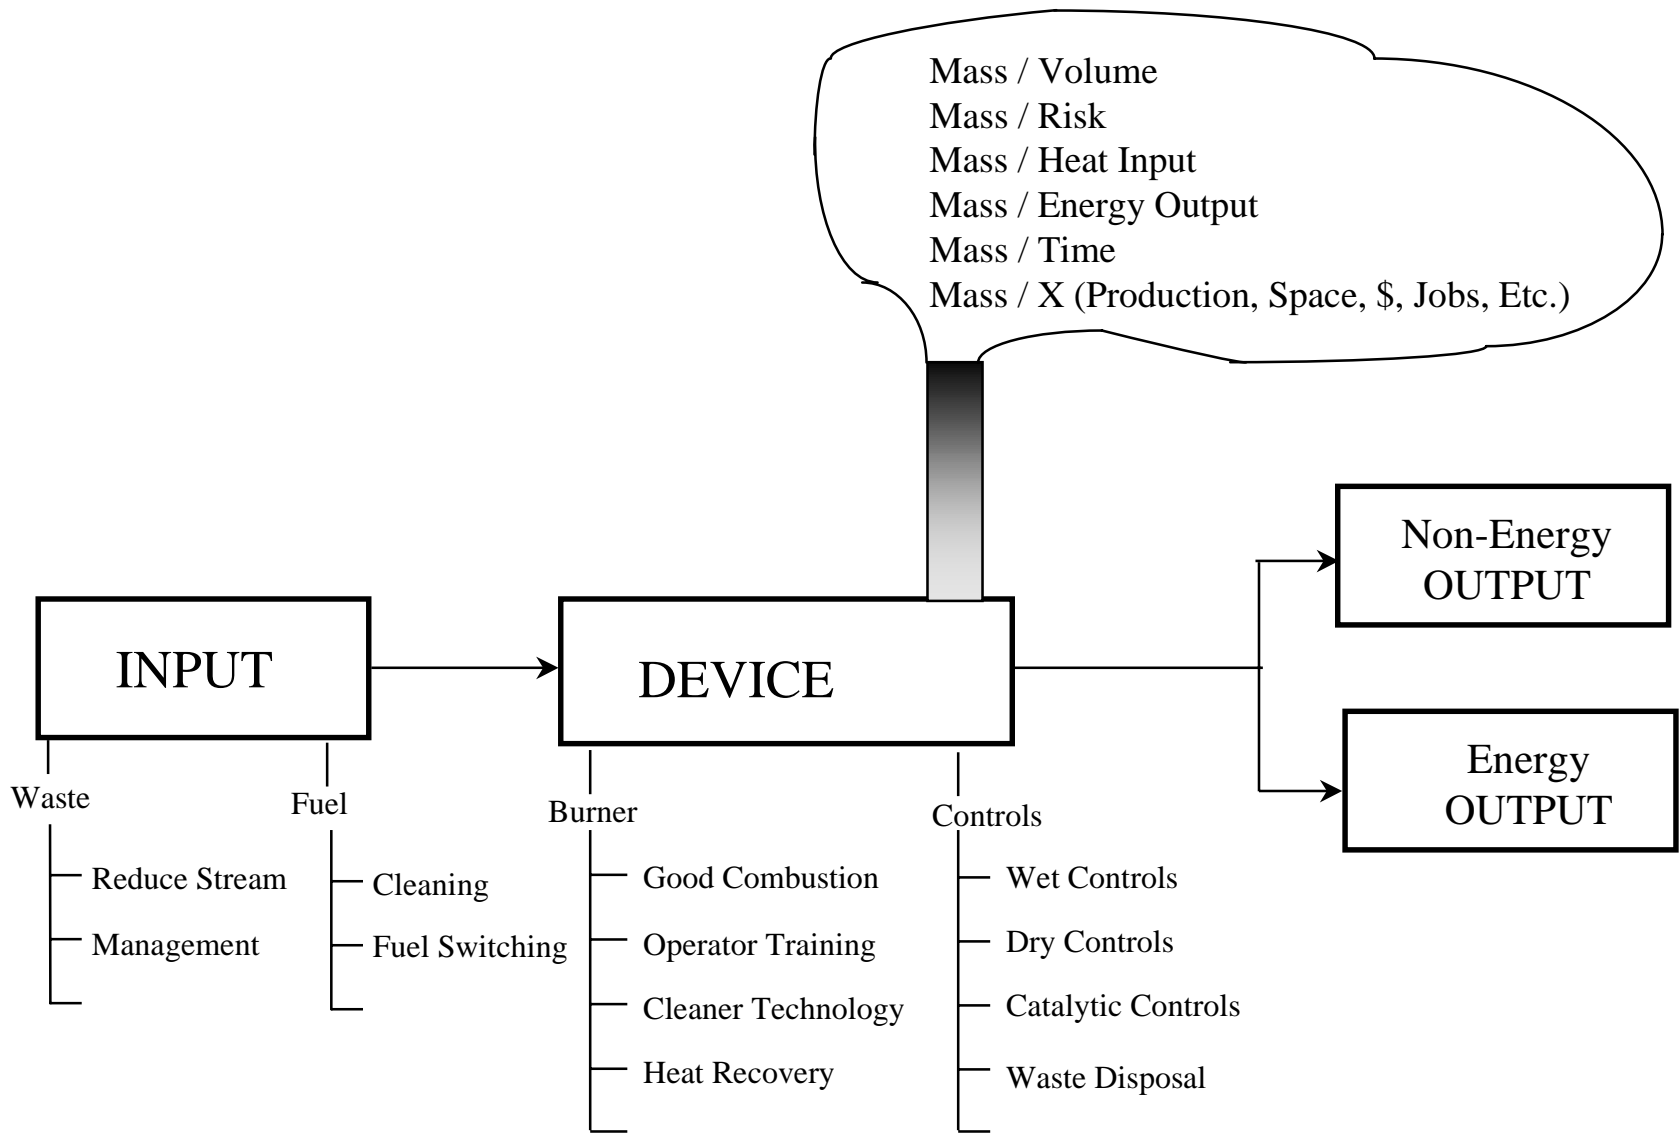 Mass / Volume
Mass / Risk
Mass / Heat Input
Mass / Energy Output
Mass / Time
Mass / X (Production, Space, $, Jobs, Etc.)
Non-Energy
OUTPUT
INPUT
DEVICE
Energy
OUTPUT
Waste
Reduce Stream
Management
Fuel
Cleaning
Fuel Switching
Burner
Good Combustion
Operator Training
Cleaner Technology
Heat Recovery
Controls
Wet Controls
Dry Controls
Catalytic Controls
Waste Disposal